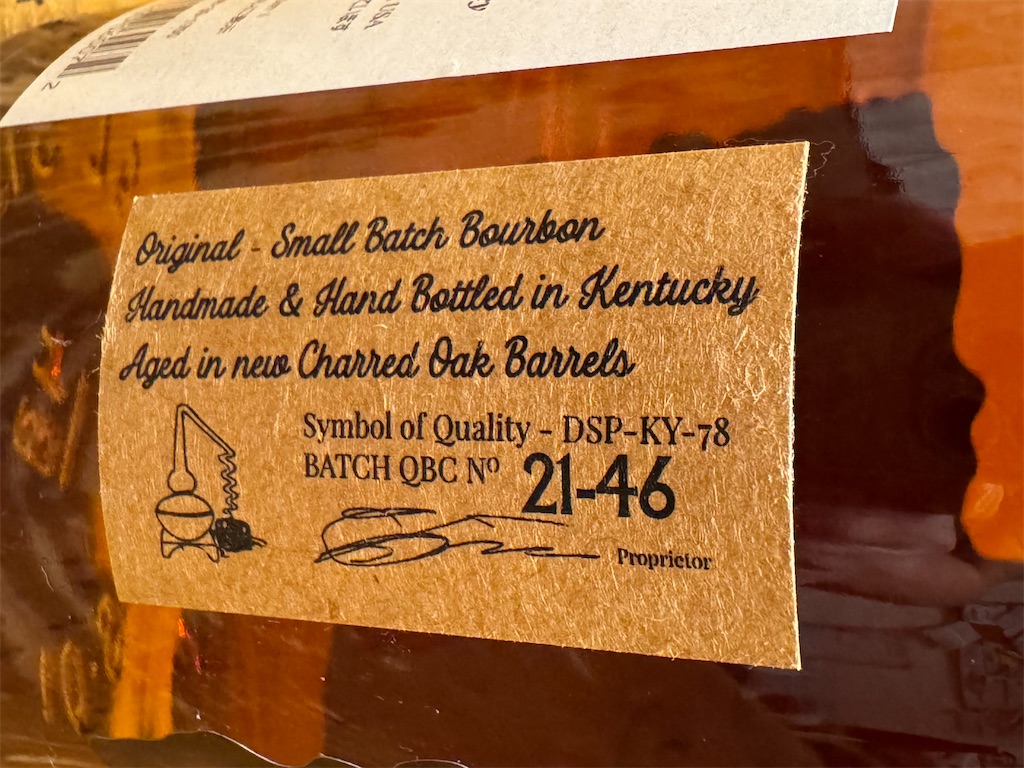 USA
Original - Small Batch Bourbon
Handmade & Hand Bottled in Kentucky
Aged in new Charred Oak Barrels
Symbol of Quality - DSP-KY-78
BATCH QBC Nº 21-46
Proprietor